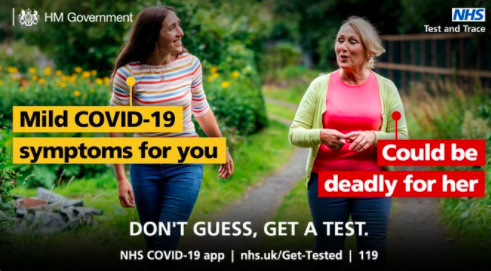 HM Government
NHS
Test and Trace
Mild COVID-19
symptoms for you
Could be
deadly for her
DON'T GUESS, GET A TEST.
NHS COVID-19 app | nhs.uk/Get-Tested | 119